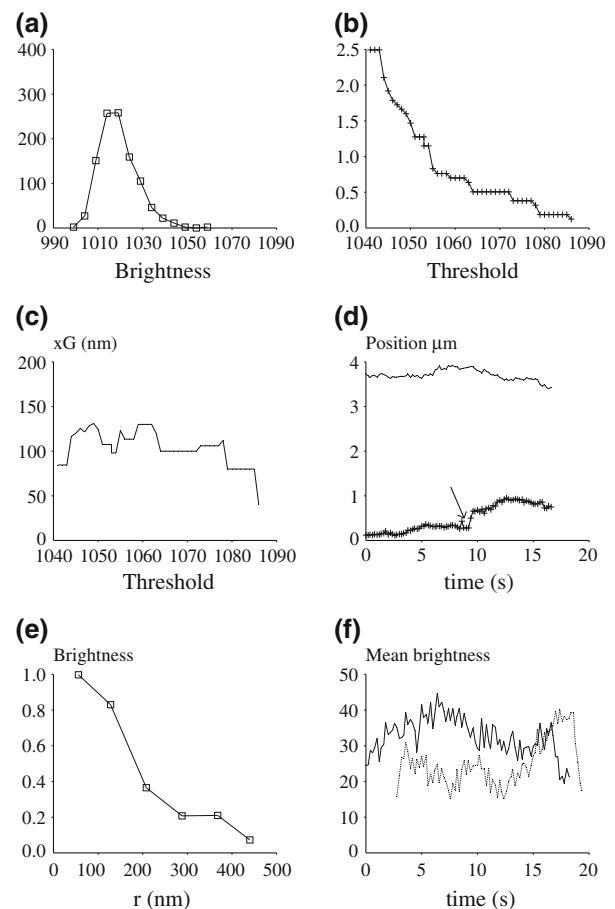 (a)
400
300
200
100
0
990 1010 1030 1050 1070 1090
Brightness
(b)
2.5
2.0
1.5
1.0
0.5
0.0
1040 1050 1060 1070 1080 1090
Threshold
(c)
xG (nm)
200
150
100
50
0
1040 1050 1060 1070 1080 1090
Threshold
(d)
Position μm
4
3
2
1
0
0 5 10 15 20
time (s)
(e)
Brightness
1.0
0.8
0.6
0.4
0.2
0.0
0 100 200 300 400 500
r (nm)
(f)
Mean brightness
50
40
30
20
10
0
0 5 10 15 20
time (s)